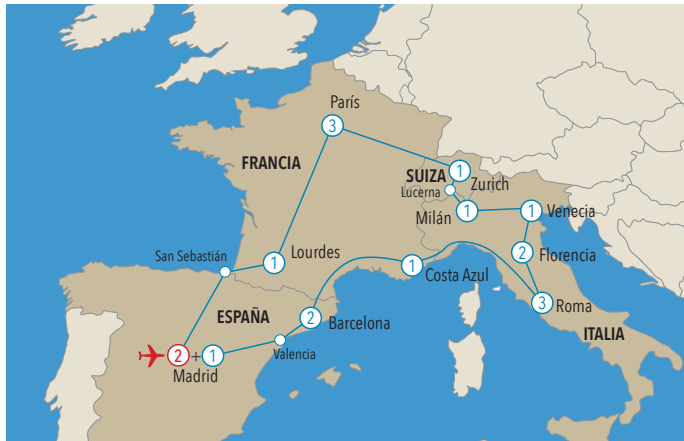 París
3
FRANCIA
SUIZA
1
Zurich
Lucerna
Milán
1
1
Venecia
San Sebastián
1
Lourdes
2
Florencia
1
Costa Azul
3
Roma
ESPAÑA
2
Barcelona
ITALIA
2 + 1
Madrid
Valencia